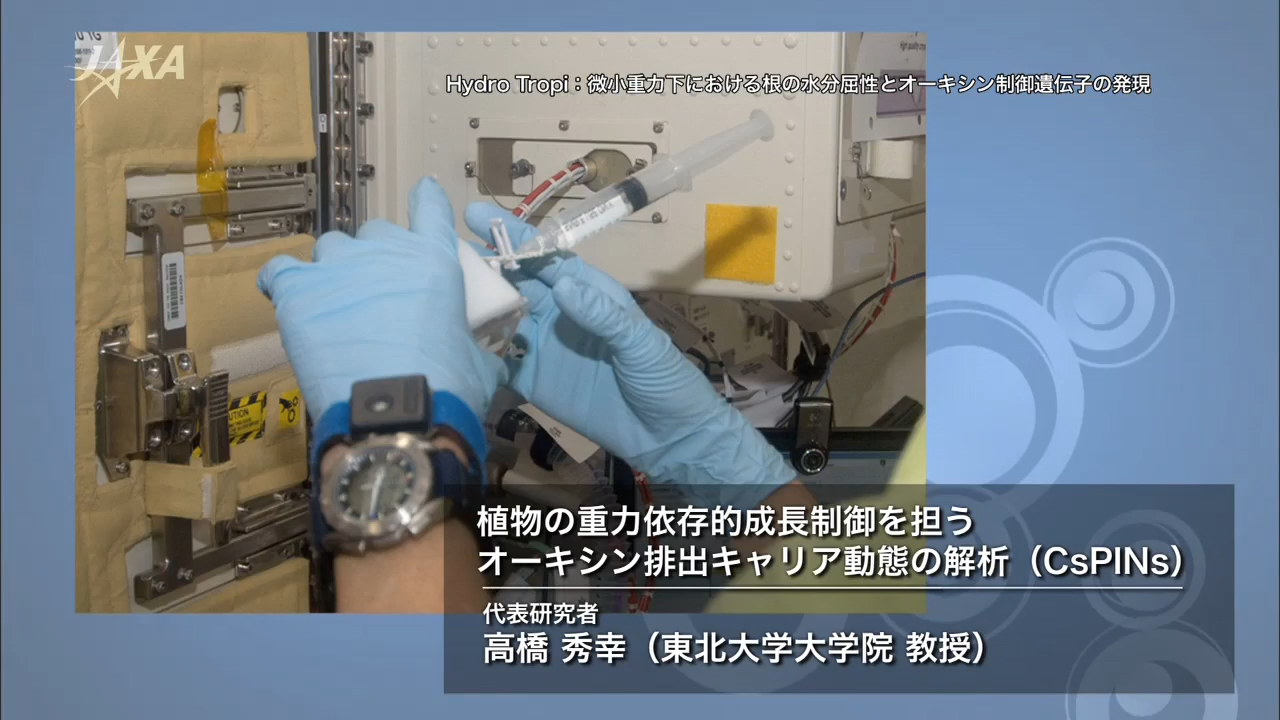 JAXA
Hydro Tropi：微小重力下における根の水分屈性とオーキシン制御遺伝子の発現
CAUTION
植物の重力依存的成長制御を担う
オーキシン排出キャリア動態の解析（CsPINs）
代表研究者
高橋 秀幸（東北大学大学院 教授）